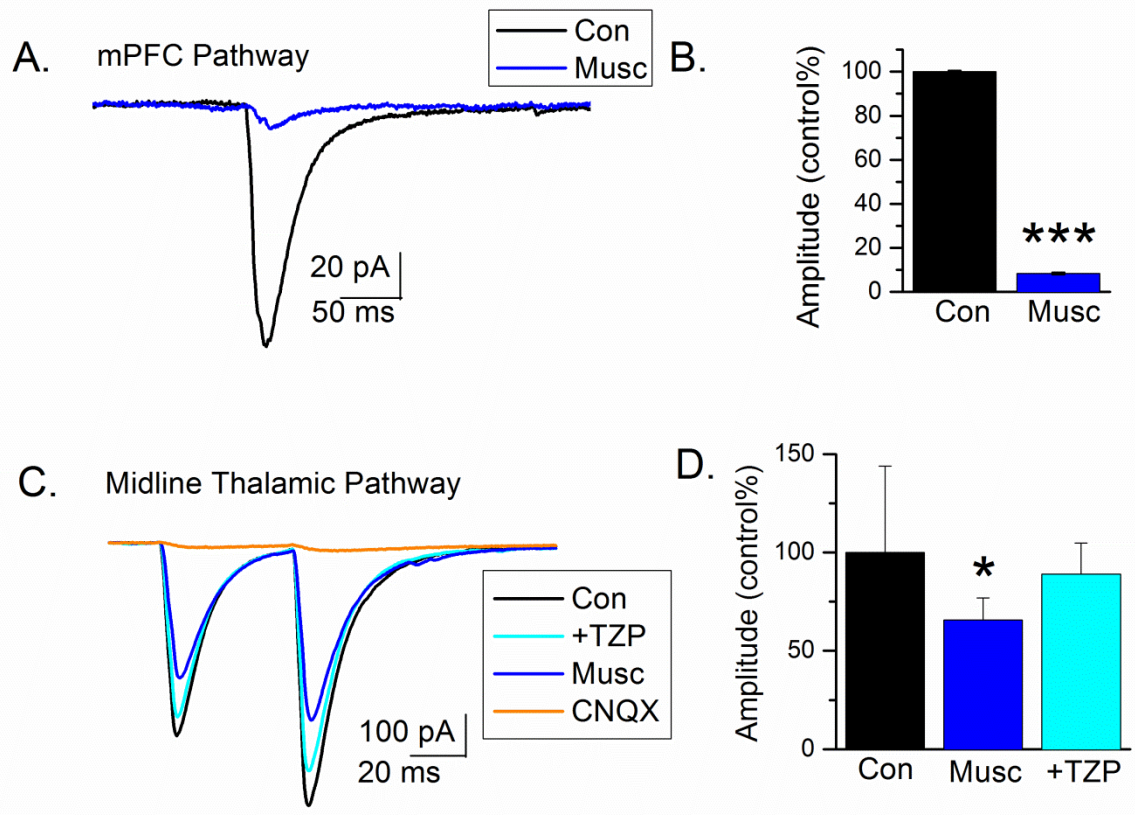 A.
mPFC Pathway
Con
Musc
20 pA
50 ms
B.
Amplitude (control%)
100
80
60
40
20
0
***
Con
Musc
C.
Midline Thalamic Pathway
Con
+TZP
Musc
CNQX
100 pA
20 ms
D.
Amplitude (control%)
150
100
50
0
*
Con
Musc
+TZP